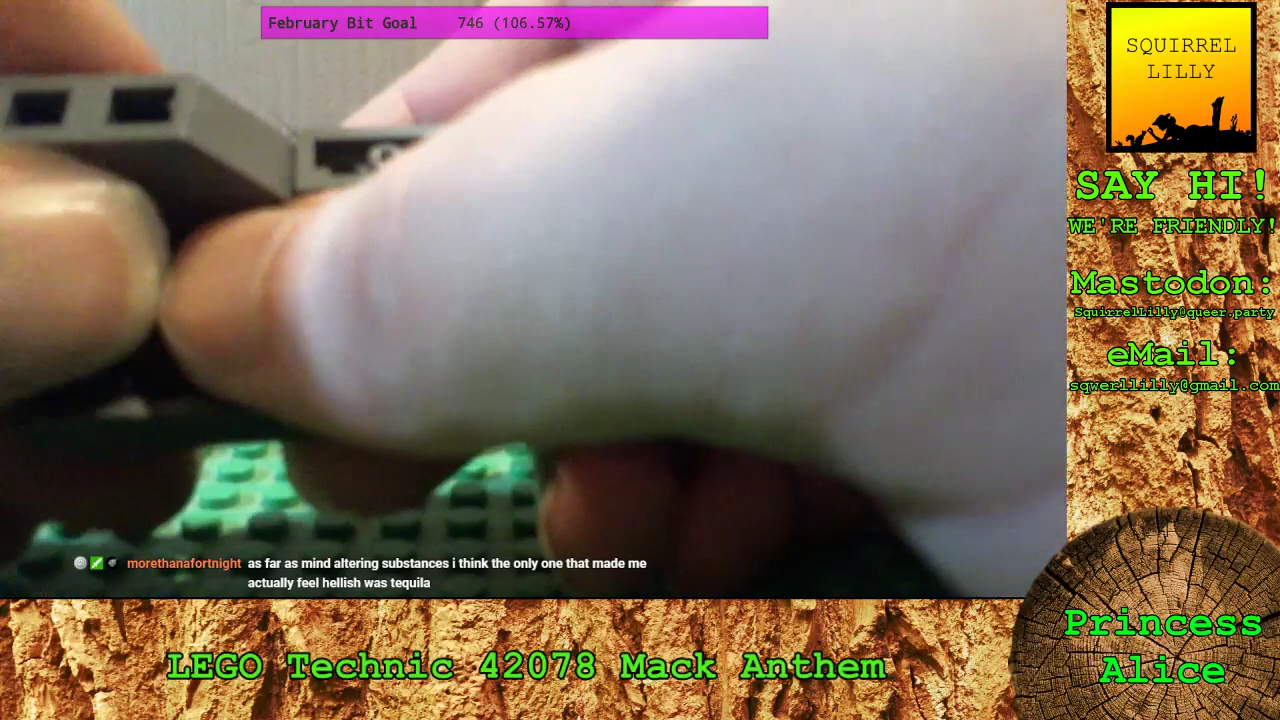 February Bit Goal 746 (106.57%)
SQUIRREL
LILLY
SAY HI!
WE'RE FRIENDLY!
Mastodon:
SquirrelLilly@queer.party
eMail:
sqwerllilly@gmail.com
morethanafortnight as far as mind altering substances i think the only one that made me
actually feel hellish was tequila
LEGO Technic 42078 Mack Anthem
Princess
Alice